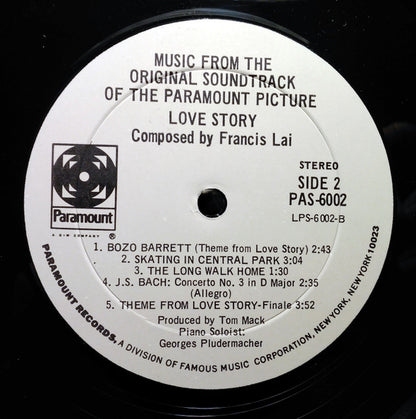 MUSIC FROM THE
ORIGINAL SOUNDTRACK
OF THE PARAMOUNT PICTURE
LOVE STORY
Composed by Francis Lai
STEREO
SIDE 2
PAS-6002
LPS-6002-B
Paramount
®
A G+W COMPANY
1. BOZO BARRETT (Theme from Love Story) 2:43
2. SKATING IN CENTRAL PARK 3:04
3. THE LONG WALK HOME 1:30
4. J.S. BACH: Concerto No. 3 in D Major 2:35
(Allegro)
5. THEME FROM LOVE STORY-Finale 3:52
Produced by Tom Mack
Piano Soloist:
Georges Pludermacher
PARAMOUNT RECORDS, A DIVISION OF FAMOUS MUSIC CORPORATION, NEW YORK, NEW YORK 10023